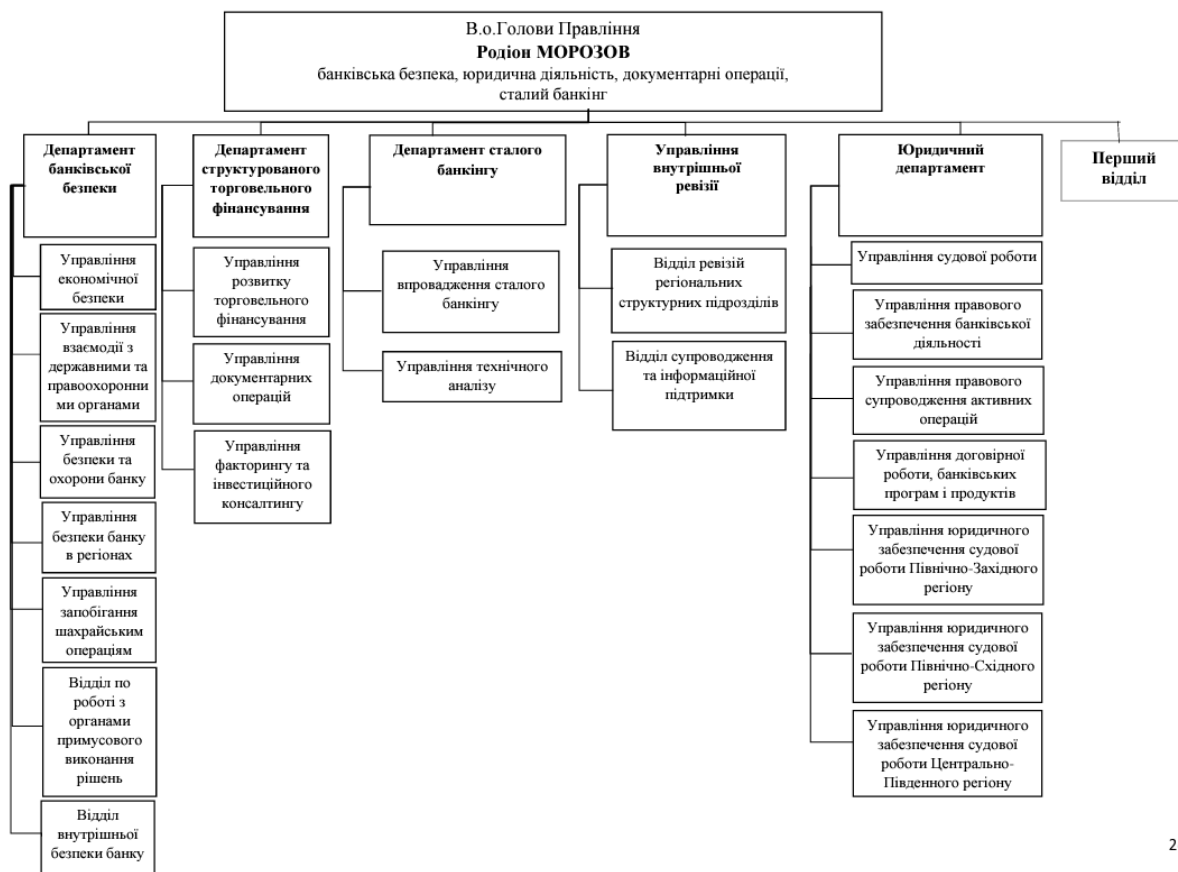 В.о.Голови Правління
Родіон МОРОЗОВ
банківська безпека, юридична діяльність, документарні операції,
сталий банкінг
Департамент
банківської
безпеки
Управління
економічної
безпеки
Управління
взаємодії з
державними та
правоохоронни
ми органами
Управління
безпеки та
охорони банку
Управління
безпеки банку
в регіонах
Управління
запобігання
шахрайським
операціям
Відділ по
роботі з
органами
примусового
виконання
рішень
Відділ
внутрішньої
безпеки банку
Департамент
структурованого
торговельного
фінансування
Управління
розвитку
торговельного
фінансування
Управління
документарних
операцій
Управління
факторингу та
інвестиційного
консалтингу
Департамент сталого
банкінгу
Управління
впровадження сталого
банкінгу
Управління технічного
аналізу
Управління
внутрішньої
ревізії
Відділ ревізій
регіональних
структурних підрозділів
Відділ супроводження
та інформаційної
підтримки
Юридичний
департамент
Управління судової роботи
Управління правового
забезпечення банківської
діяльності
Управління правового
супроводження активних
операцій
Управління договірної
роботи, банківських
програм і продуктів
Управління юридичного
забезпечення судової
роботи Північно-Західного
регіону
Управління юридичного
забезпечення судової
роботи Північно-Східного
регіону
Управління юридичного
забезпечення судової
роботи Центрально-
Південного регіону
Перший
відділ
2